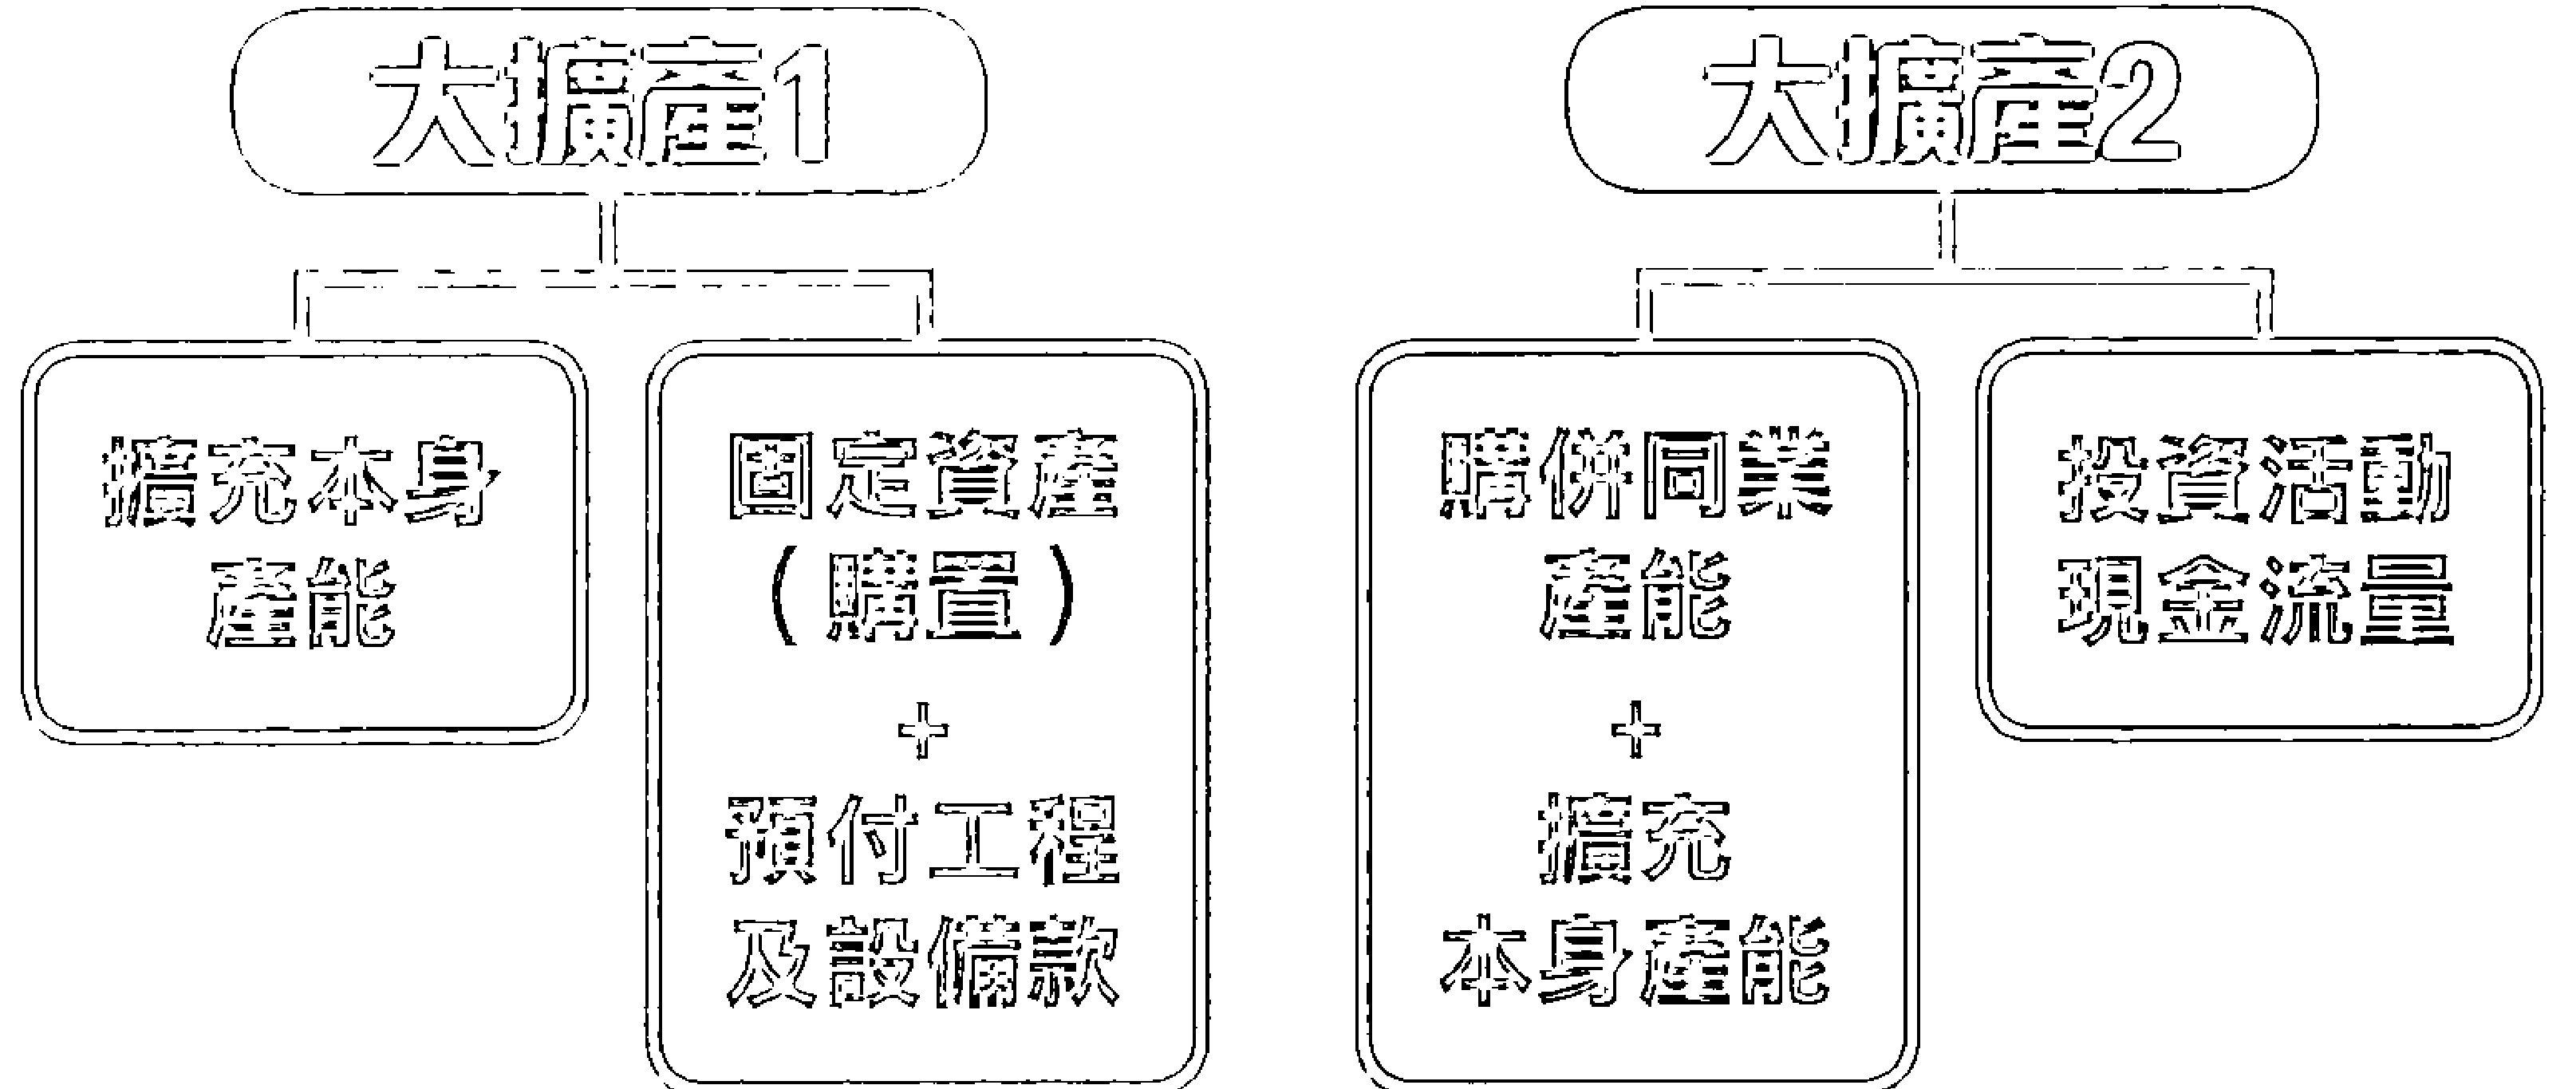 大擴產1
擴充本身
產能
固定資產
(購置)
+
預付工程
及設備款
大擴產2
購併同業
產能
+
擴充
本身產能
投資活動
現金流量